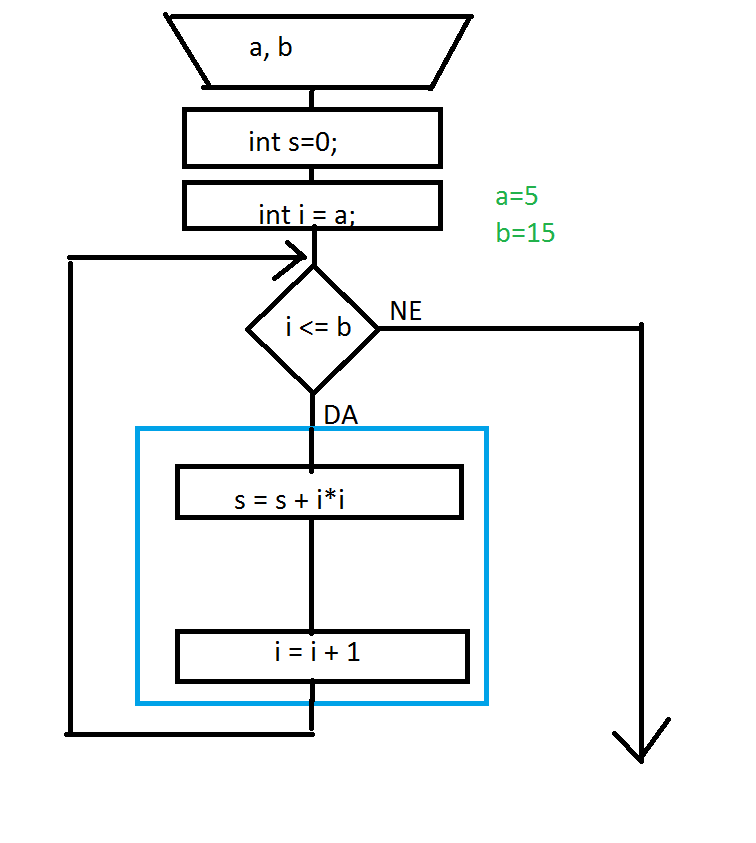 a, b
int s=0;
int i = a;
a=5
b=15
i <= b
NE
DA
s = s + i*i
i = i + 1